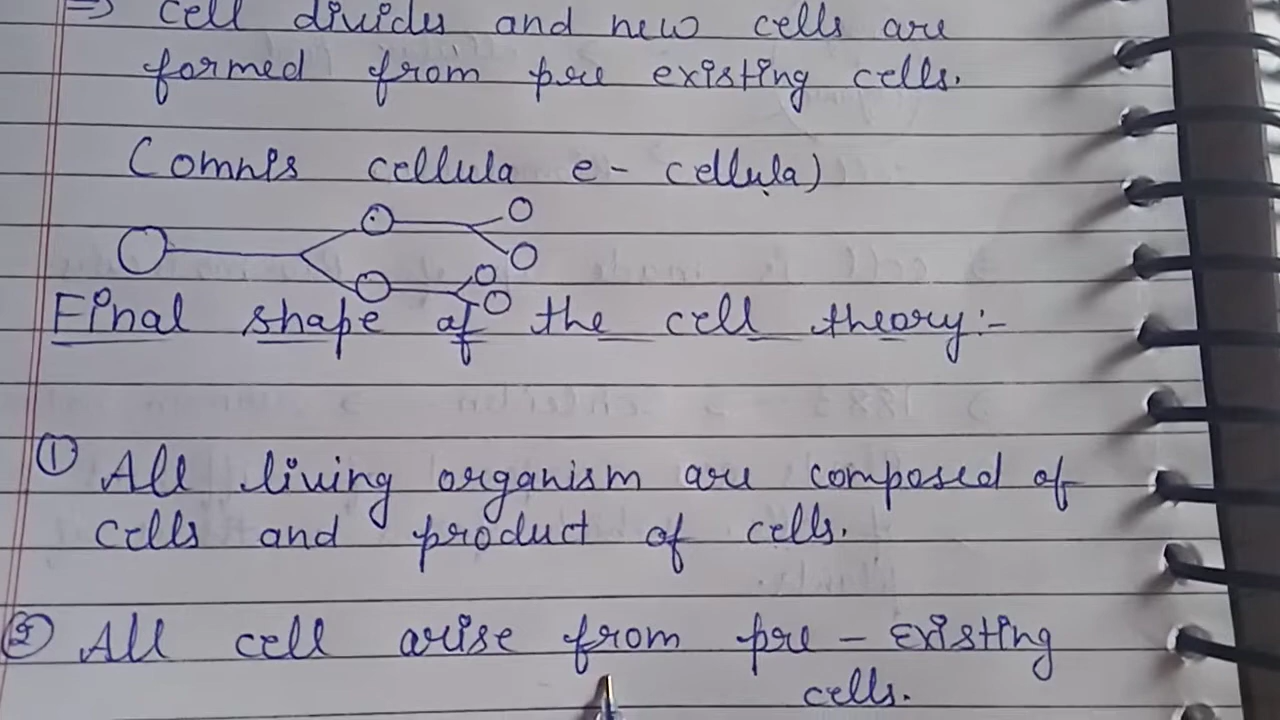 ⇒ cell divides and new cells are
formed from pre existing cells.
(omnis cellula e - cellula)
Final shape of the cell theory:-
① All living organism are composed of
cells and product of cells.
② All cell arise from pre - existing
cells.